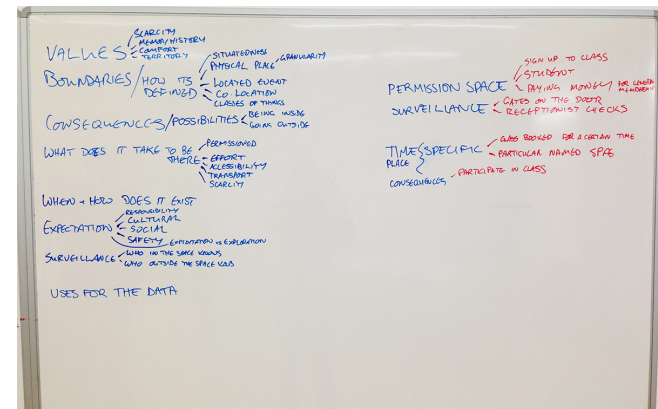 VALUES
SCARCITY
MEMORY/HISTORY
COMFORT
TERRITORY
BOUNDARIES/HOW ITS DEFINED
SITUATEDNESS
PHYSICAL PLACE
GRANULARITY
LOCATED EVENT
CO-LOCATION
CLASSES OF THINGS
CONSEQUENCES/POSSIBILITIES
BEING INSIDE
GOING OUTSIDE
WHAT DOES IT TAKE TO BE THERE
PERMISSIONED
EFFORT
ACCESSIBILITY
TRANSPORT
SCARCITY
WHEN + HOW DOES IT EXIST
EXPECTATION
RESPONSIBILITY
CULTURAL
SOCIAL
SAFETY
EXPLOITATION vs EXPLORATION
SURVEILLANCE
WHO IN THE SPACE KNOWS
WHO OUTSIDE THE SPACE KNOWS
USES FOR THE DATA
PERMISSION SPACE
SIGN UP TO CLASS
STUDENT
PAYING MONEY FOR GENERAL MEMBERSHIP
SURVEILLANCE
GATES ON THE DOOR
RECEPTIONIST CHECKS
TIME SPECIFIC
PLACE
CLASS BOOKED FOR A CERTAIN TIME
PARTICULAR NAMED SPACE
CONSEQUENCES
PARTICIPATE IN CLASS